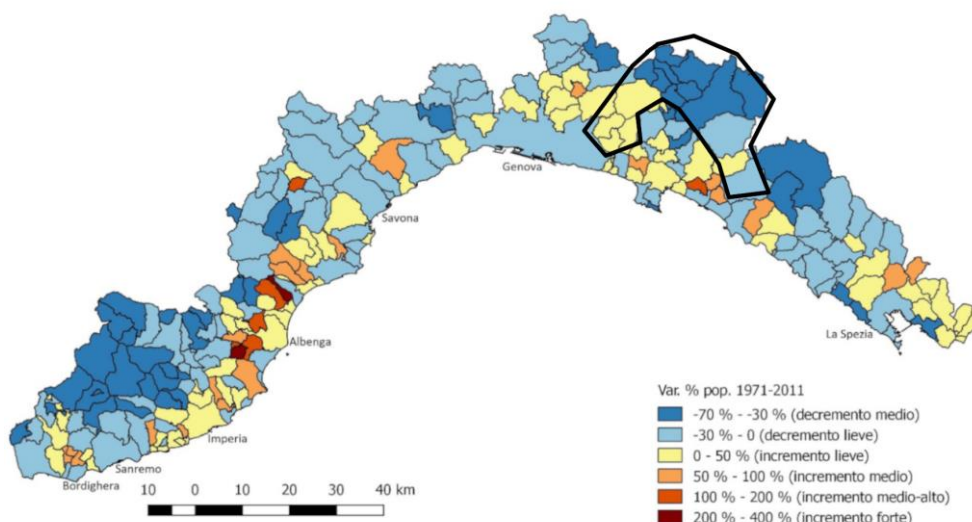 Genova
Savona
La Spezia
Albenga
Imperia
Sanremo
Bordighera
10 0 10 20 30 40 km
Var. % pop. 1971-2011
-70 % - -30 % (decremento medio)
-30 % - 0 (decremento lieve)
0 - 50 % (incremento lieve)
50 % - 100 % (incremento medio)
100 % - 200 % (incremento medio-alto)
200 % - 400 % (incremento forte)